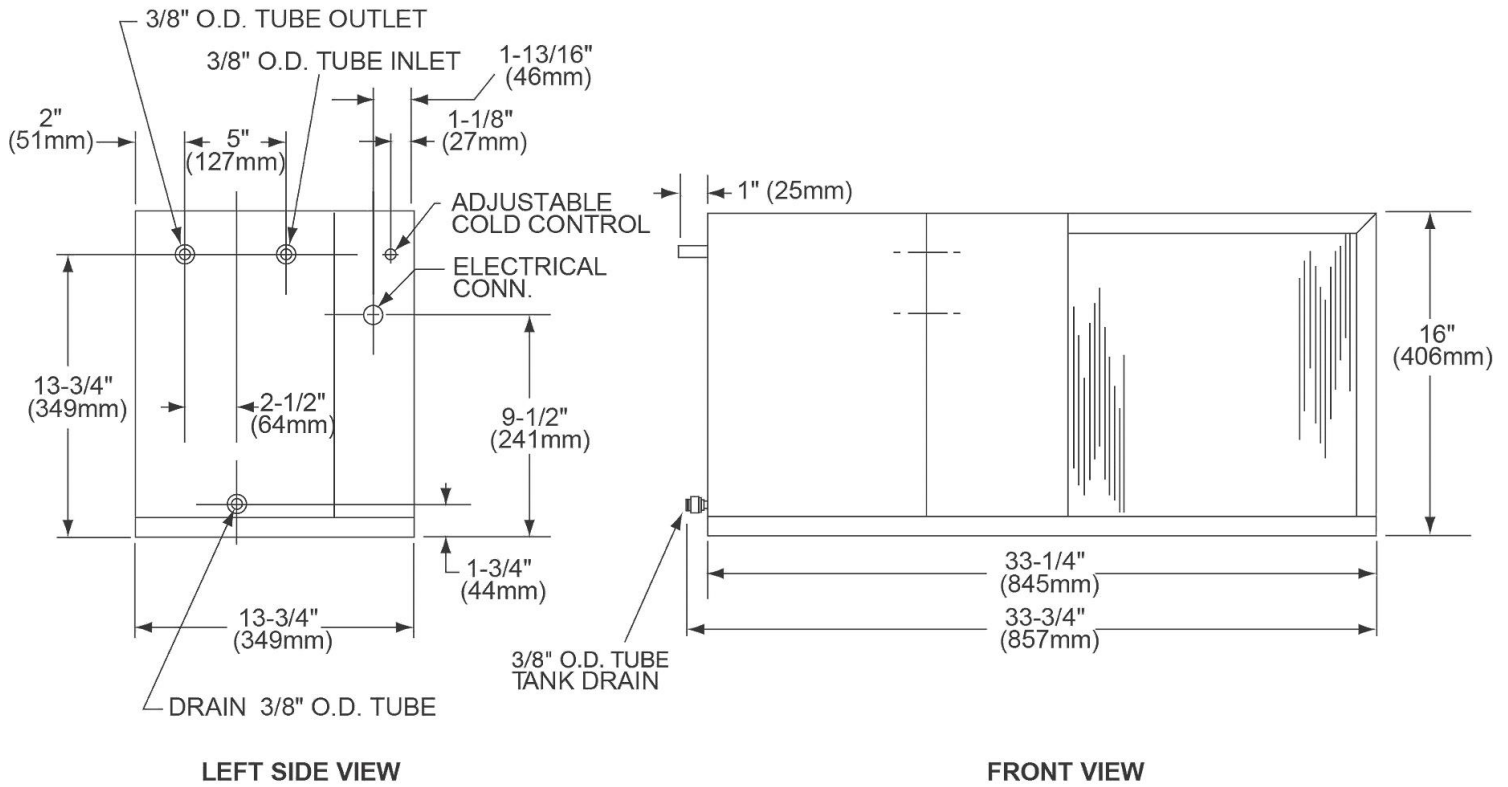 3/8" O.D. TUBE OUTLET
3/8" O.D. TUBE INLET
1-13/16"
(46mm)
2"
(51mm)
5"
(127mm)
1-1/8"
(27mm)
ADJUSTABLE
COLD CONTROL
ELECTRICAL
CONN.
13-3/4"
(349mm)
2-1/2"
(64mm)
9-1/2"
(241mm)
1-3/4"
(44mm)
13-3/4"
(349mm)
DRAIN 3/8" O.D. TUBE
LEFT SIDE VIEW
1" (25mm)
16"
(406mm)
33-1/4"
(845mm)
33-3/4"
(857mm)
3/8" O.D. TUBE
TANK DRAIN
FRONT VIEW